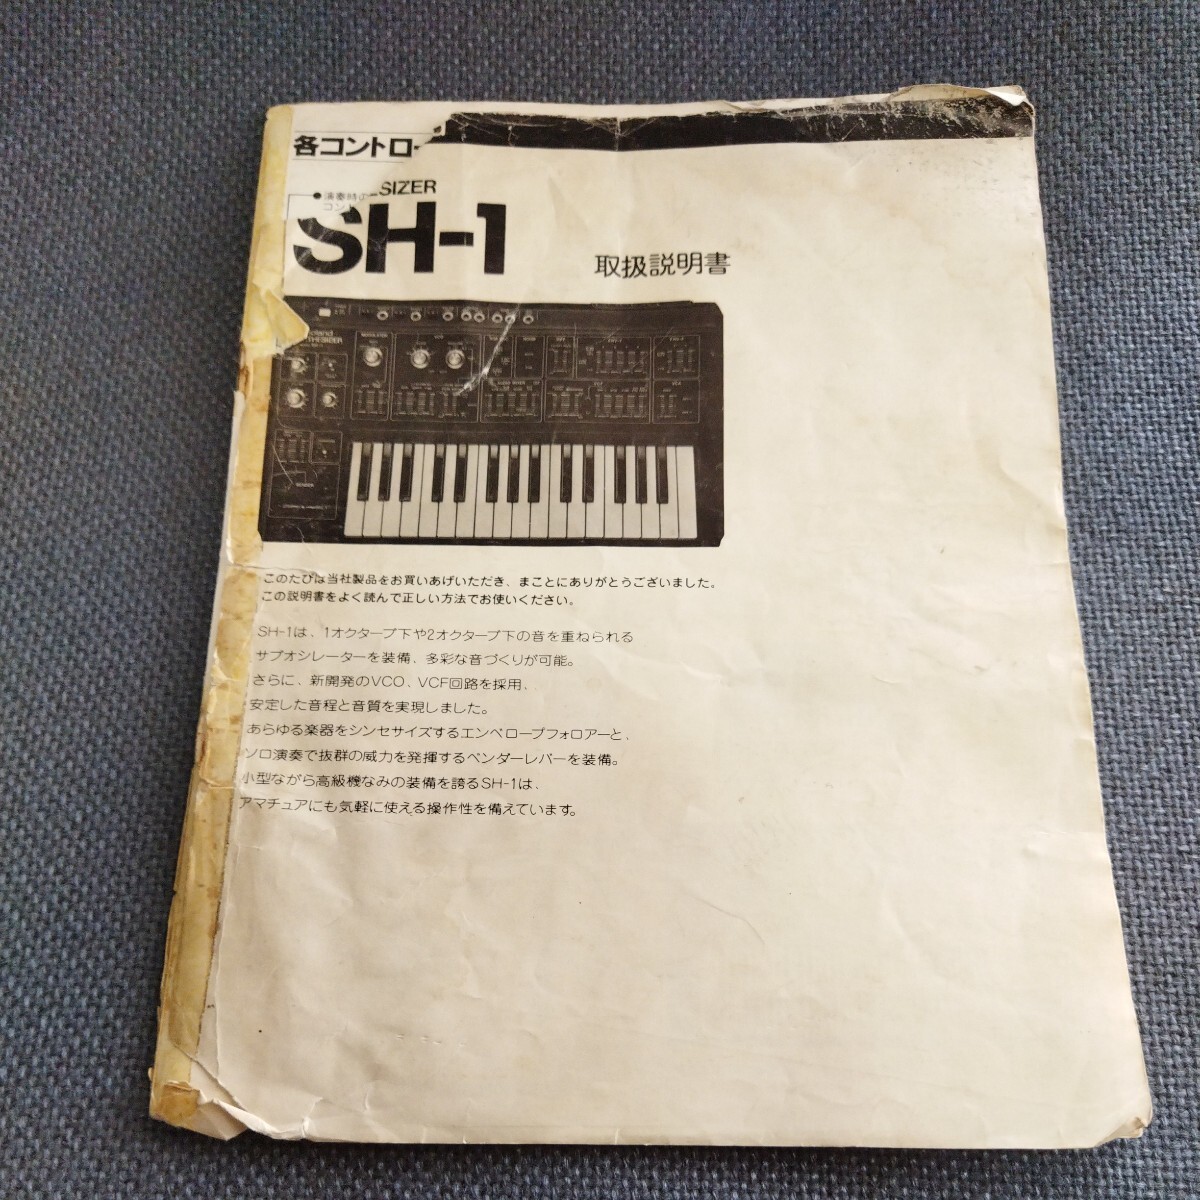 各コントロー
●演奏時の
コント
SIZER
SH-1
取扱説明書
このたびは当社製品をお買いあげいただき、まことにありがとうございました。
この説明書をよく読んで正しい方法でお使いください。
SH-1は、1オクターブ下や2オクターブ下の音を重ねられる
サブオシレーターを装備、多彩な音づくりが可能。
さらに、新開発のVCO、VCF回路を採用、
安定した音程と音質を実現しました。
あらゆる楽器をシンセサイズするエンベロープフォロアーと、
ソロ演奏で抜群の威力を発揮するベンダーレバーを装備。
小型ながら高級機なみの装備を誇るSH-1は、
アマチュアにも気軽に使える操作性を備えています。